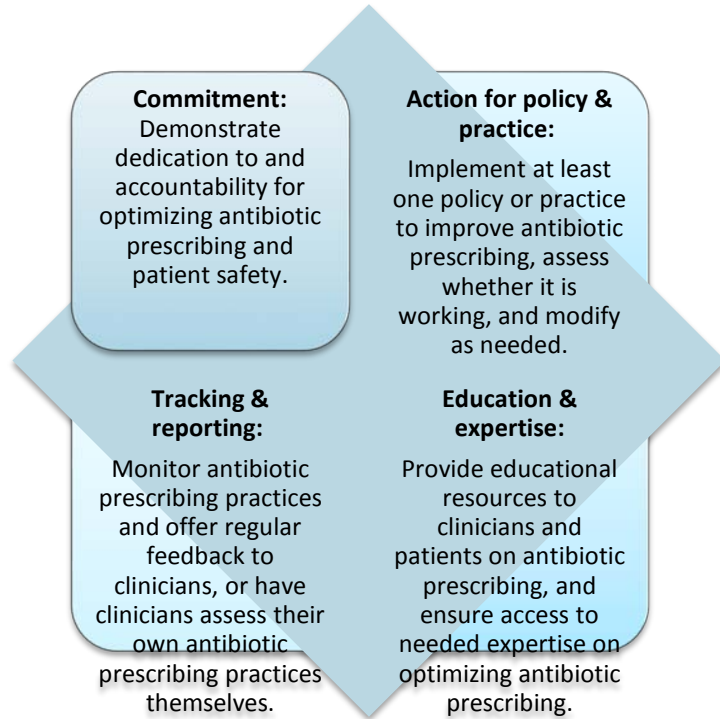 Commitment:
Demonstrate
dedication to and
accountability for
optimizing antibiotic
prescribing and
patient safety.
Action for policy &
practice:
Implement at least
one policy or practice
to improve antibiotic
prescribing, assess
whether it is
working, and modify
as needed.
Tracking &
reporting:
Monitor antibiotic
prescribing practices
and offer regular
feedback to
clinicians, or have
clinicians assess their
own antibiotic
prescribing practices
themselves.
Education &
expertise:
Provide educational
resources to
clinicians and
patients on antibiotic
prescribing, and
ensure access to
needed expertise on
optimizing antibiotic
prescribing.